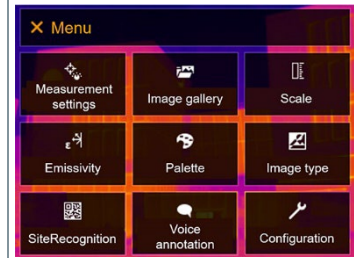 × Menu
Measurement
settings
Image gallery
Scale
ε
Emissivity
Palette
Image type
SiteRecognition
Voice
annotation
Configuration